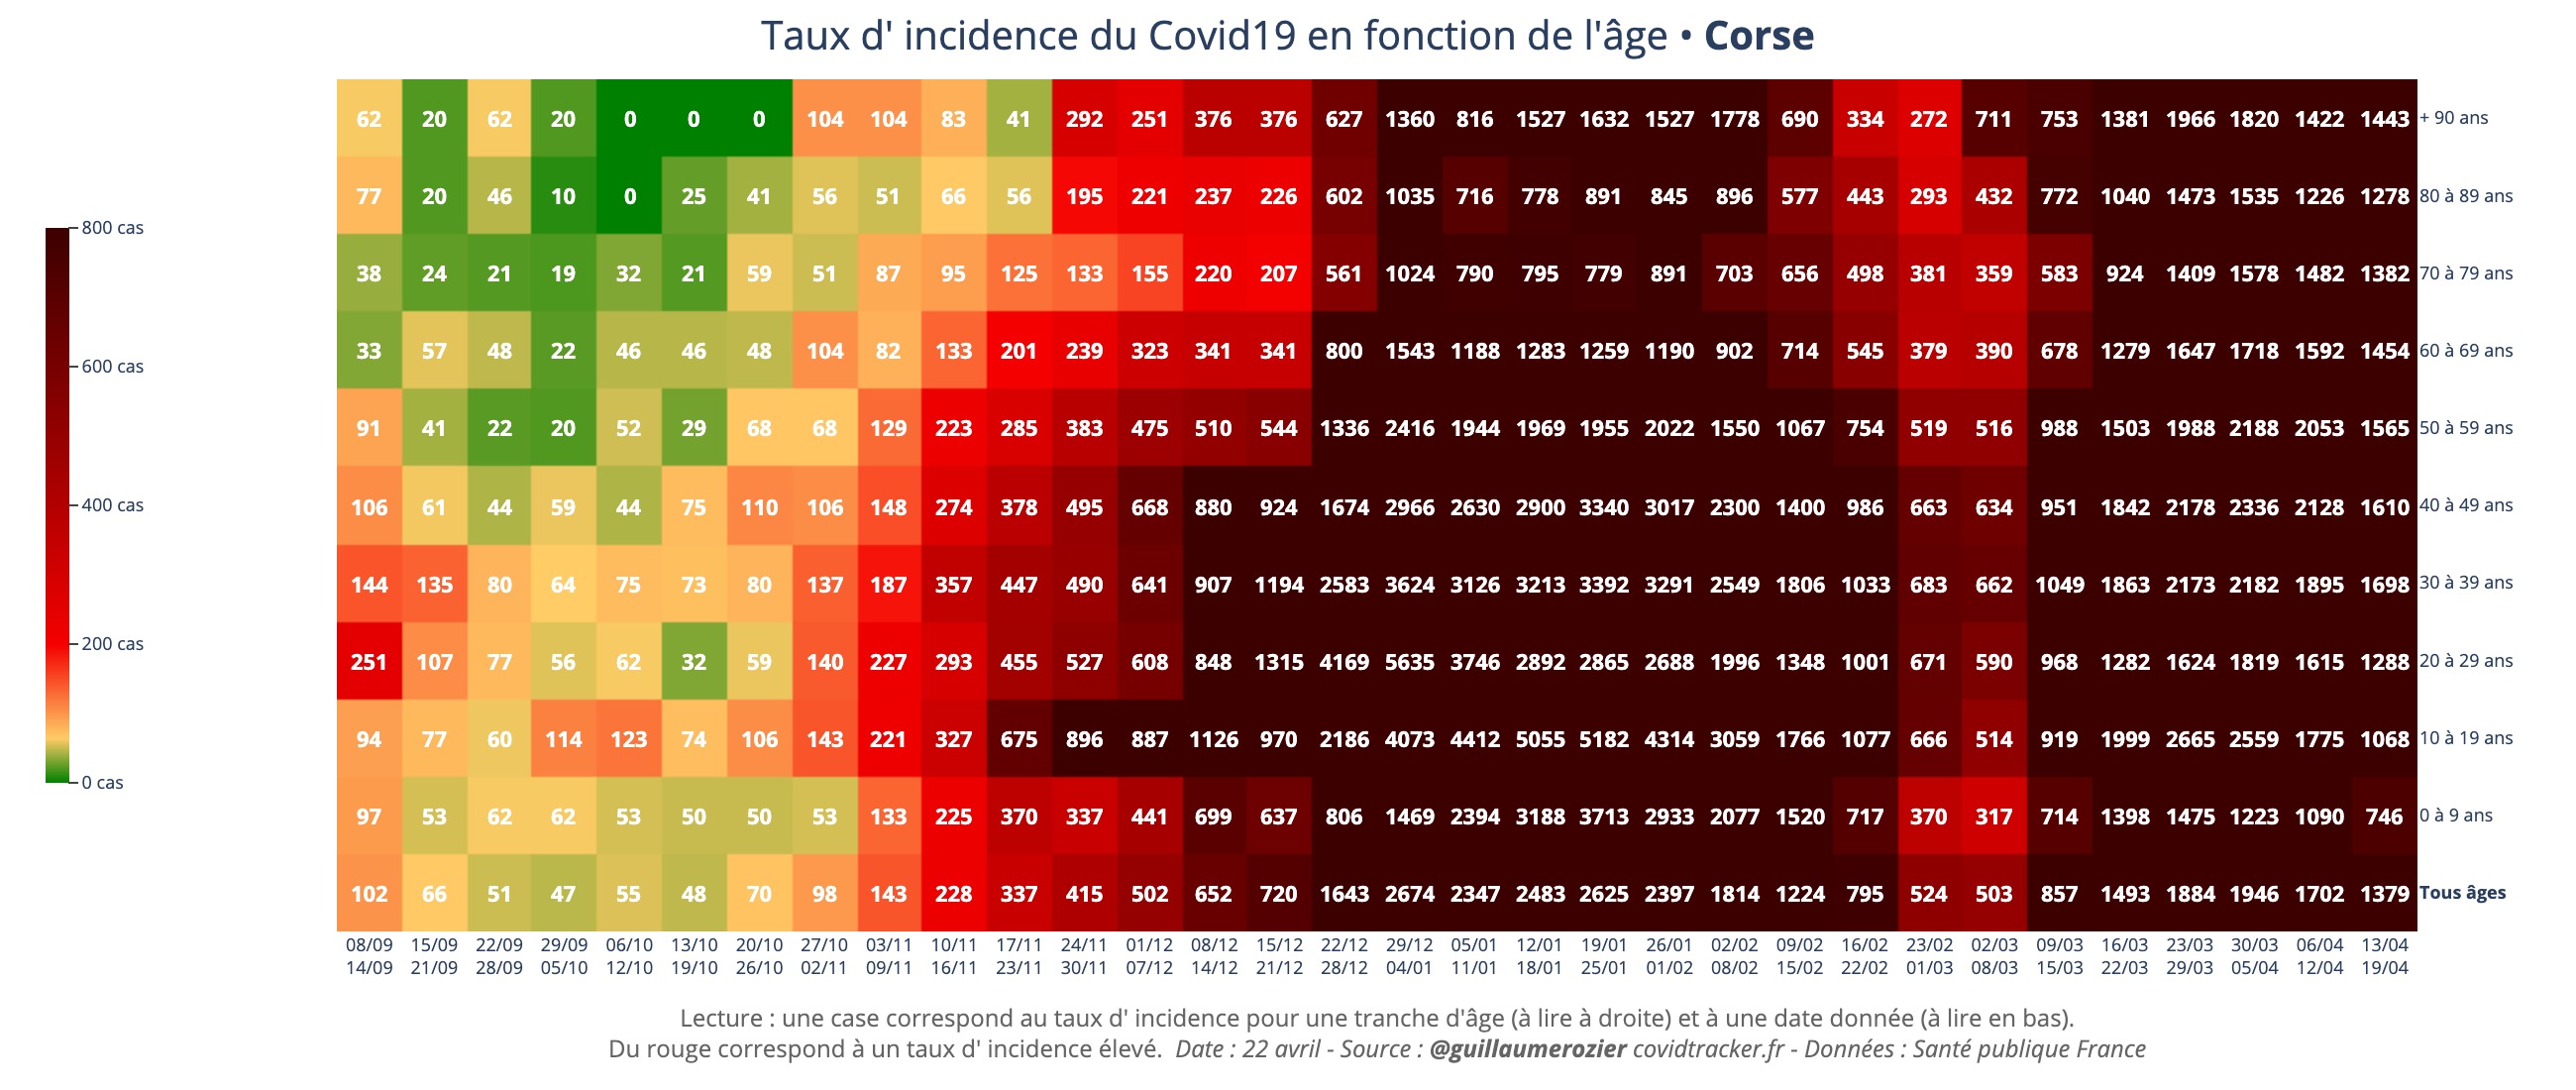 Taux d' incidence du Covid19 en fonction de l'âge • Corse
62 20 62 20 0 0 0 104 104 83 41 292 251 376 376 627 1360 816 1527 1632 1527 1778 690 334 272 711 753 1381 1966 1820 1422 1443 + 90 ans
77 20 46 10 0 25 41 56 51 66 56 195 221 237 226 602 1035 716 778 891 845 896 577 443 293 432 772 1040 1473 1535 1226 1278 80 à 89 ans
800 cas
38 24 21 19 32 21 59 51 87 95 125 133 155 220 207 561 1024 790 795 779 891 703 656 498 381 359 583 924 1409 1578 1482 1382 70 à 79 ans
33 57 48 22 46 46 48 104 82 133 201 239 323 341 341 800 1543 1188 1283 1259 1190 902 714 545 379 390 678 1279 1647 1718 1592 1454 60 à 69 ans
600 cas
91 41 22 20 52 29 68 68 129 223 285 383 475 510 544 1336 2416 1944 1969 1955 2022 1550 1067 754 519 516 988 1503 1988 2188 2053 1565 50 à 59 ans
400 cas
106 61 44 59 44 75 110 106 148 274 378 495 668 880 924 1674 2966 2630 2900 3340 3017 2300 1400 986 663 634 951 1842 2178 2336 2128 1610 40 à 49 ans
144 135 80 64 75 73 80 137 187 357 447 490 641 907 1194 2583 3624 3126 3213 3392 3291 2549 1806 1033 683 662 1049 1863 2173 2182 1895 1698 30 à 39 ans
200 cas
251 107 77 56 62 32 59 140 227 293 455 527 608 848 1315 4169 5635 3746 2892 2865 2688 1996 1348 1001 671 590 968 1282 1624 1819 1615 1288 20 à 29 ans
94 77 60 114 123 74 106 143 221 327 675 896 887 1126 970 2186 4073 4412 5055 5182 4314 3059 1766 1077 666 514 919 1999 2665 2559 1775 1068 10 à 19 ans
0 cas
97 53 62 62 53 50 50 53 133 225 370 337 441 699 637 806 1469 2394 3188 3713 2933 2077 1520 717 370 317 714 1398 1475 1223 1090 746 0 à 9 ans
102 66 51 47 55 48 70 98 143 228 337 415 502 652 720 1643 2674 2347 2483 2625 2397 1814 1224 795 524 503 857 1493 1884 1946 1702 1379 Tous âges
08/09 15/09 22/09 29/09 06/10 13/10 20/10 27/10 03/11 10/11 17/11 24/11 01/12 08/12 15/12 22/12 29/12 05/01 12/01 19/01 26/01 02/02 09/02 16/02 23/02 02/03 09/03 16/03 23/03 30/03 06/04 13/04
14/09 21/09 28/09 05/10 12/10 19/10 26/10 02/11 09/11 16/11 23/11 30/11 07/12 14/12 21/12 28/12 04/01 11/01 18/01 25/01 01/02 08/02 15/02 22/02 01/03 08/03 15/03 22/03 29/03 05/04 12/04 19/04
Lecture : une case correspond au taux d' incidence pour une tranche d'âge (à lire à droite) et à une date donnée (à lire en bas).
Du rouge correspond à un taux d' incidence élevé. Date : 22 avril - Source : @guillaumerozier covidtracker.fr - Données : Santé publique France